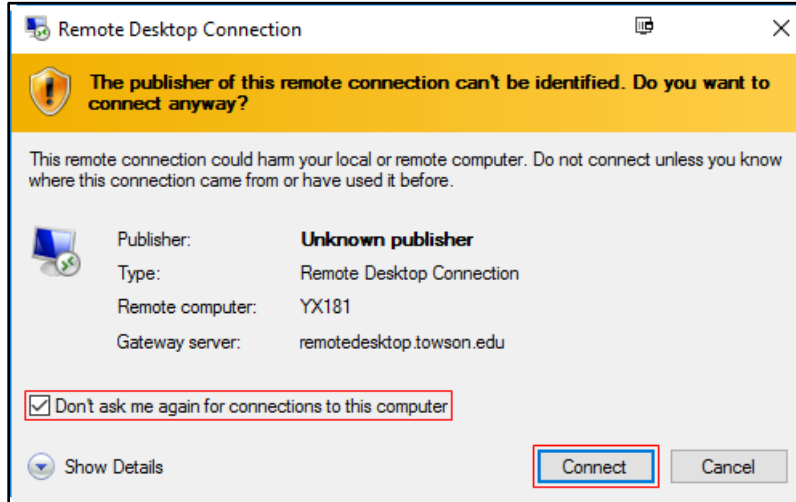 Remote Desktop Connection
The publisher of this remote connection can't be identified. Do you want to
connect anyway?
This remote connection could harm your local or remote computer. Do not connect unless you know
where this connection came from or have used it before.
Publisher: Unknown publisher
Type: Remote Desktop Connection
Remote computer: YX181
Gateway server: remotedesktop.towson.edu
Don't ask me again for connections to this computer
Show Details Connect Cancel